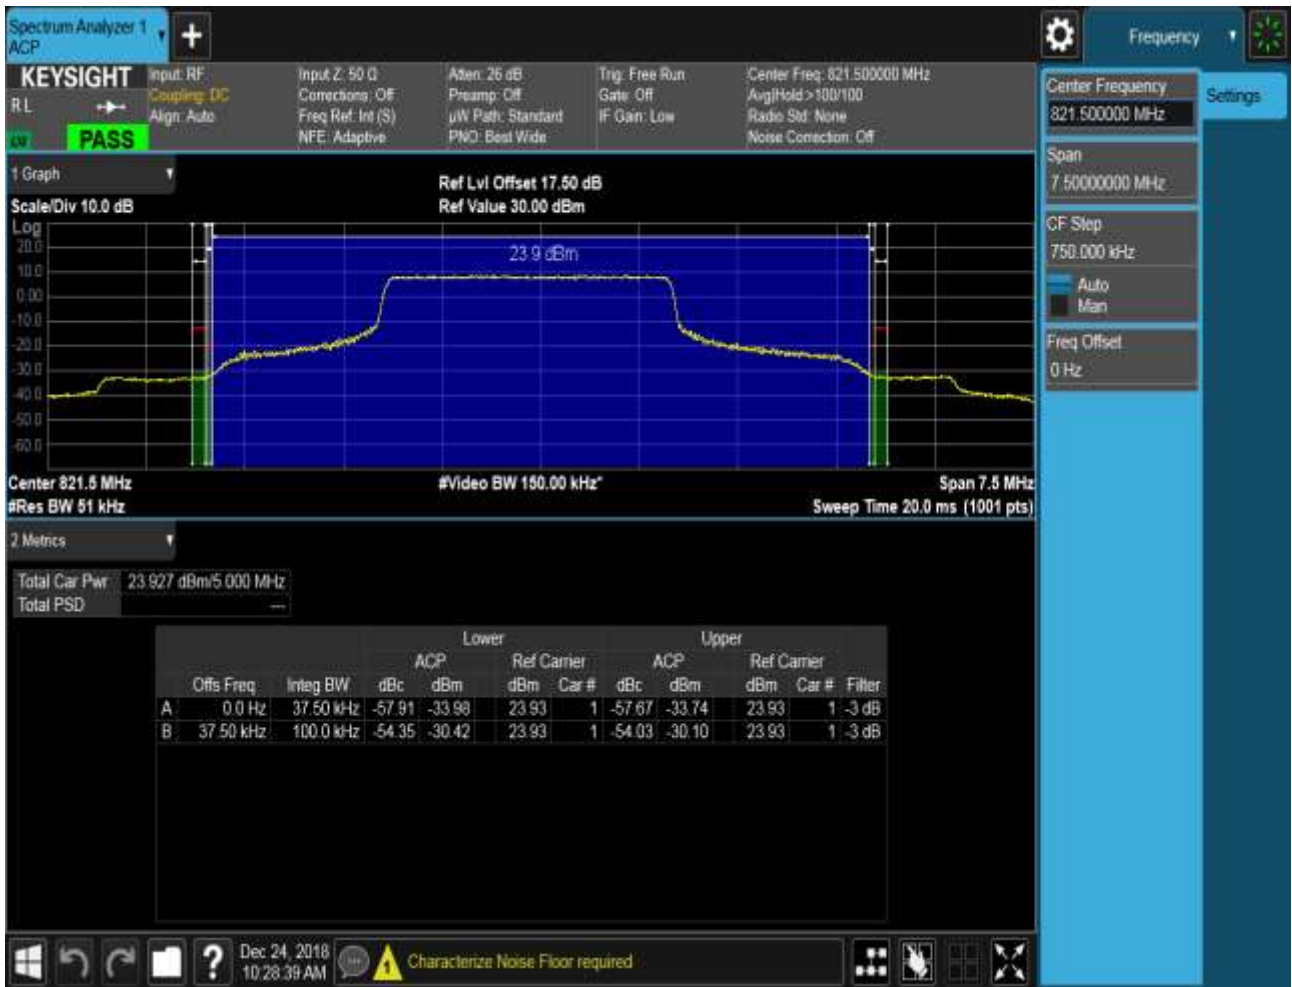 Spectrum Analyzer 1
ACP
Frequency
KEYSIGHT
R L
PASS
Input: RF
Coupling: DC
Align: Auto
Input Z: 50 Ω
Corrections: Off
Freq Ref: Int (S)
NFE: Adaptive
Atten: 26 dB
Preamp: Off
µW Path: Standard
PNO: Best Wide
Trig: Free Run
Gate: Off
IF Gain: Low
Center Freq: 821.500000 MHz
Avg|Hold:>100/100
Radio Std: None
Noise Correction: Off
Center Frequency
821.500000 MHz
Settings
Span
7.50000000 MHz
CF Step
750.000 kHz
Auto
Man
Freq Offset
0 Hz
1 Graph
Scale/Div 10.0 dB
Ref Lvl Offset 17.50 dB
Ref Value 30.00 dBm
Log
20.0
10.0
0.00
-10.0
-20.0
-30.0
-40.0
-50.0
-60.0
23.9 dBm
Center 821.5 MHz
#Video BW 150.00 kHz*
Span 7.5 MHz
#Res BW 51 kHz
Sweep Time 20.0 ms (1001 pts)
2 Metrics
Total Car Pwr 23.927 dBm/5.000 MHz
Total PSD ---
Lower Upper
ACP Ref Carrier ACP Ref Carrier
Offs Freq Integ BW dBc dBm dBm Car # dBc dBm dBm Car # Filter
A 0.0 Hz 37.50 kHz -57.91 -33.98 23.93 1 -57.67 -33.74 23.93 1 -3 dB
B 37.50 kHz 100.0 kHz -54.35 -30.42 23.93 1 -54.03 -30.10 23.93 1 -3 dB
Dec 24, 2018
10:28:39 AM
1
Characterize Noise Floor required